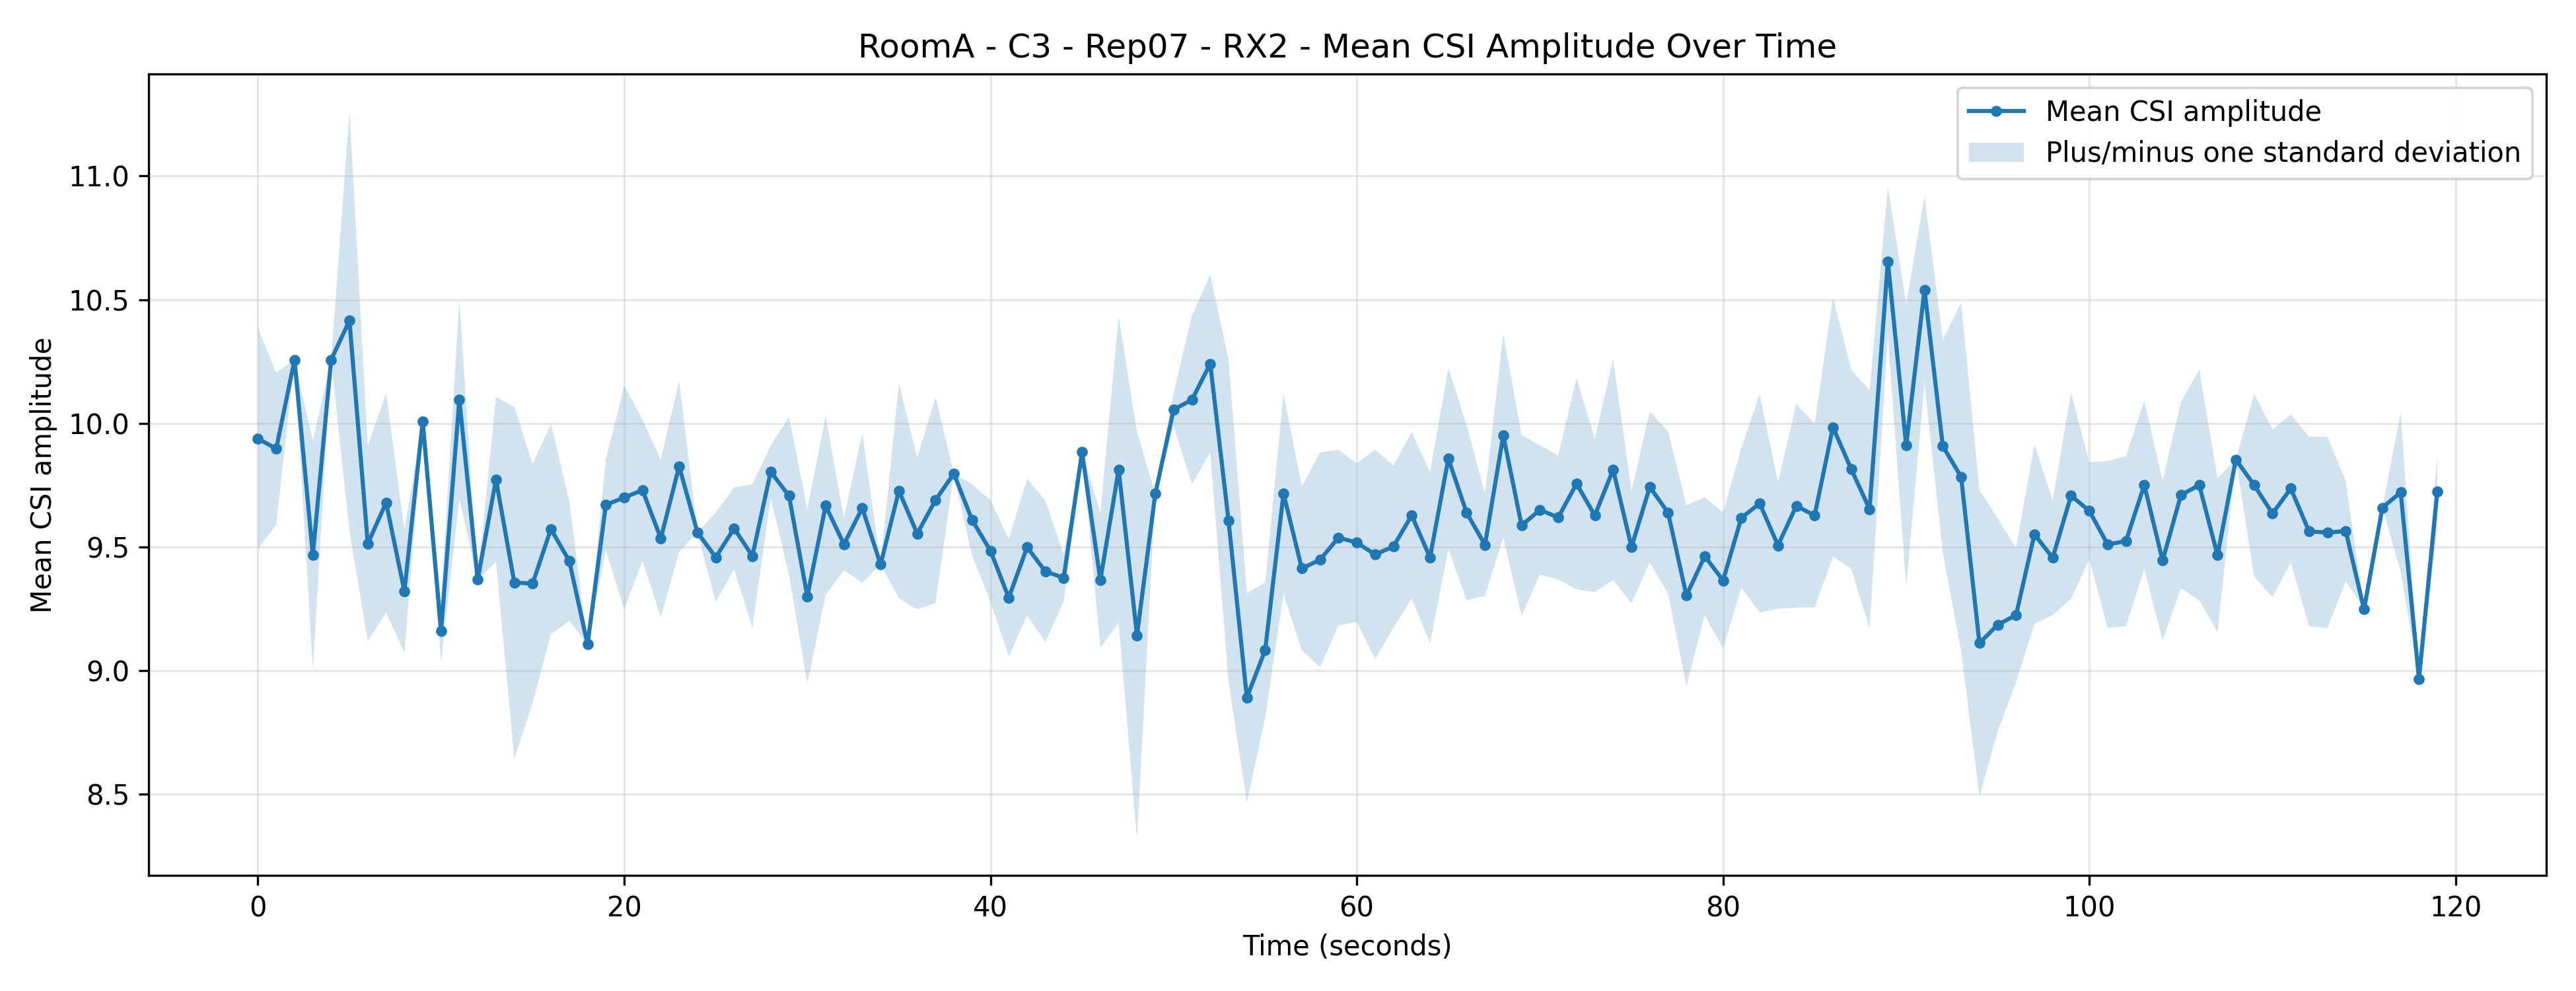 RoomA - C3 - Rep07 - RX2 - Mean CSI Amplitude Over Time
Mean CSI amplitude
Plus/minus one standard deviation
Mean CSI amplitude
11.0
10.5
10.0
9.5
9.0
8.5
0 20 40 60 80 100 120
Time (seconds)